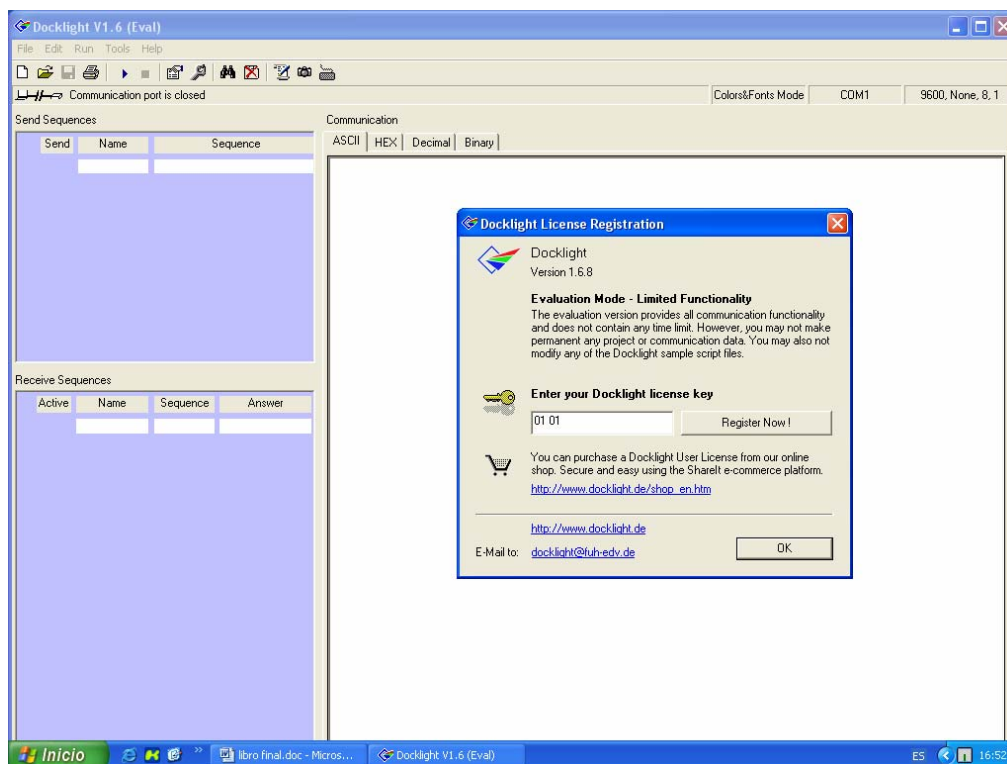 Docklight V1.6 (Eval)
File Edit Run Tools Help
Communication port is closed
Colors&Fonts Mode
COM1
9600, None, 8, 1
Send Sequences
Send Name Sequence
Communication
ASCII HEX Decimal Binary
Docklight License Registration
Docklight
Version 1.6.8
Evaluation Mode - Limited Functionality
The evaluation version provides all communication functionality
and does not contain any time limit. However, you may not make
permanent any project or communication data. You may also not
modify any of the Docklight sample script files.
Enter your Docklight license key
01 01
Register Now !
You can purchase a Docklight User License from our online
shop. Secure and easy using the ShareIt e-commerce platform.
http://www.docklight.de/shop_en.htm
http://www.docklight.de
E-Mail to: docklight@fuh-edv.de
OK
Receive Sequences
Active Name Sequence Answer
Inicio
»
libro final.doc - Micros...
Docklight V1.6 (Eval)
ES
16:52